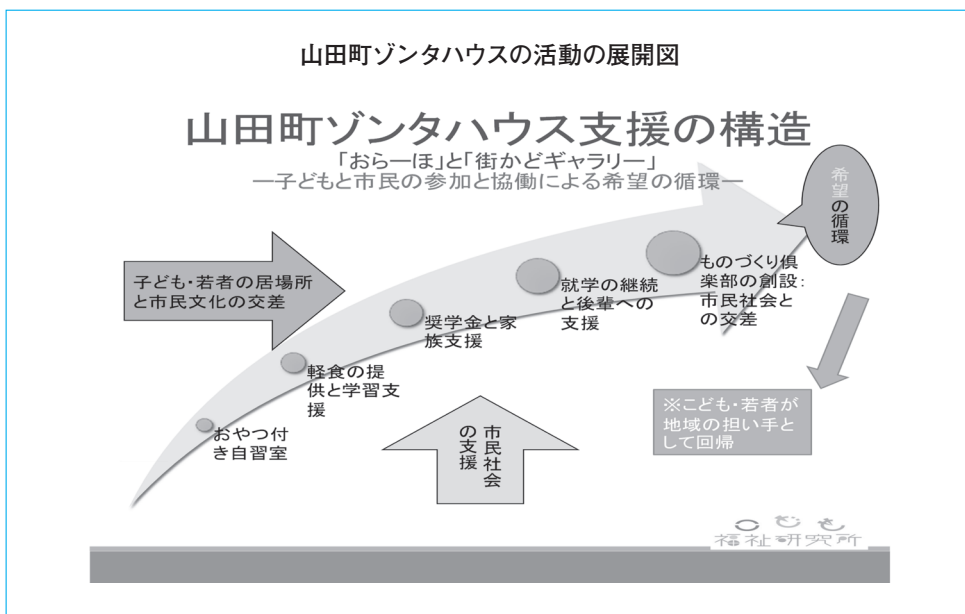 山田町ゾンタハウスの活動の展開図
山田町ゾンタハウス支援の構造
「おらーほ」と「街かどギャラリー」
―子どもと市民の参加と協働による希望の循環―
希望の循環
子ども・若者の居場所
と市民文化の交差
ものづくり倶
楽部の創設:
市民社会と
の交差
就学の継続
と後輩への
支援
奨学金と家
族支援
軽食の提
供と学習支
援
おやつ付
き自習室
市民社会
の支援
※こども・若者が
地域の担い手と
して回帰
こども
福祉研究所